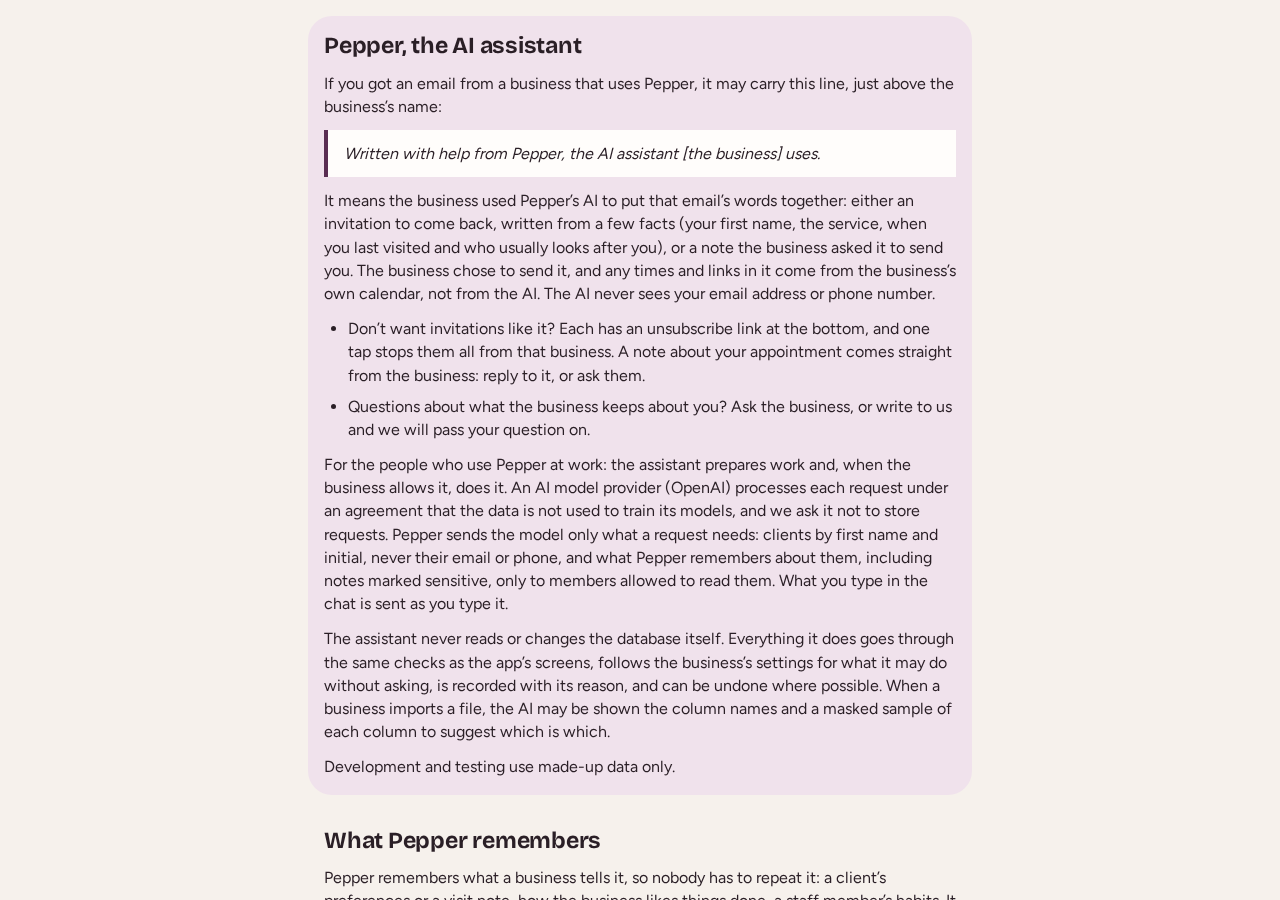 Pepper, the AI assistant
If you got an email from a business that uses Pepper, it may carry this line, just above the
business’s name:
Written with help from Pepper, the AI assistant [the business] uses.
It means the business used Pepper’s AI to put that email’s words together: either an
invitation to come back, written from a few facts (your first name, the service, when
you last visited and who usually looks after you), or a note the business asked it to send
you. The business chose to send it, and any times and links in it come from the business’s
own calendar, not from the AI. The AI never sees your email address or phone number.
• Don’t want invitations like it? Each has an unsubscribe link at the bottom, and one
tap stops them all from that business. A note about your appointment comes straight
from the business: reply to it, or ask them.
• Questions about what the business keeps about you? Ask the business, or write to us
and we will pass your question on.
For the people who use Pepper at work: the assistant prepares work and, when the
business allows it, does it. An AI model provider (OpenAI) processes each request under
an agreement that the data is not used to train its models, and we ask it not to store
requests. Pepper sends the model only what a request needs: clients by first name and
initial, never their email or phone, and what Pepper remembers about them, including
notes marked sensitive, only to members allowed to read them. What you type in the
chat is sent as you type it.
The assistant never reads or changes the database itself. Everything it does goes through
the same checks as the app’s screens, follows the business’s settings for what it may do
without asking, is recorded with its reason, and can be undone where possible. When a
business imports a file, the AI may be shown the column names and a masked sample of
each column to suggest which is which.
Development and testing use made-up data only.
What Pepper remembers
Pepper remembers what a business tells it, so nobody has to repeat it: a client’s
preferences or a visit note, how the business likes things done, a staff member’s habits. It